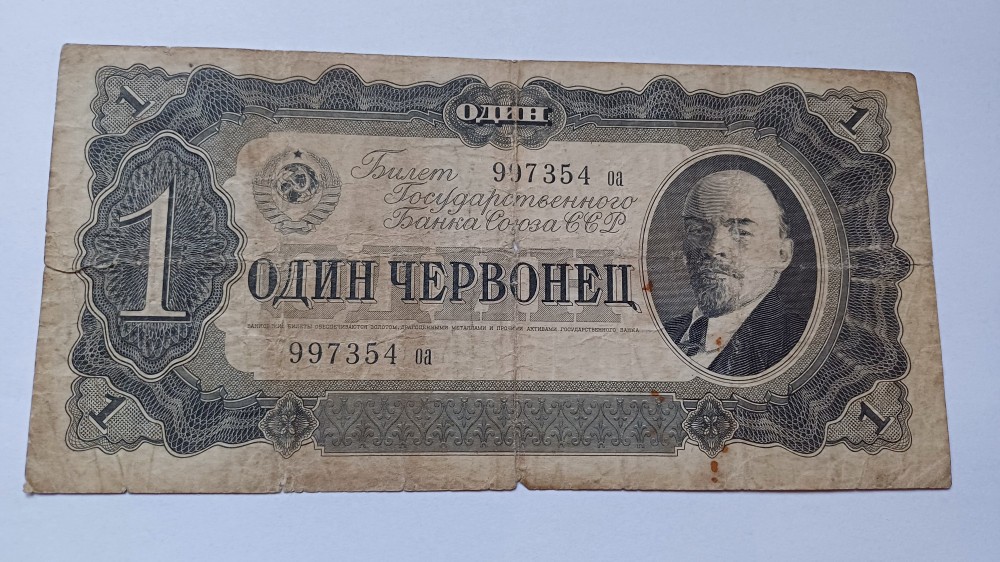 1
ОДИН
1
Билет 997354 оа
Государственного
Банка Союза ССР
1
ОДИН ЧЕРВОНЕЦ
БАНКОВСКИЕ БИЛЕТЫ ОБЕСПЕЧИВАЮТСЯ ЗОЛОТОМ, ДРАГОЦЕННЫМИ МЕТАЛЛАМИ И ПРОЧИМИ АКТИВАМИ ГОСУДАРСТВЕННОГО БАНКА
997354 оа
1
1